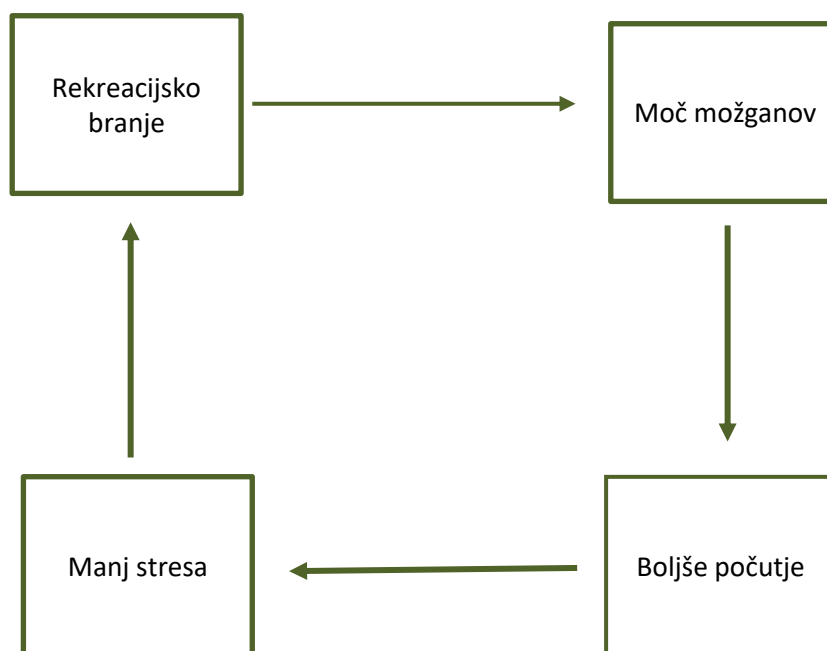 Rekreacijsko
branje
Moč možganov
Manj stresa
Boljše počutje